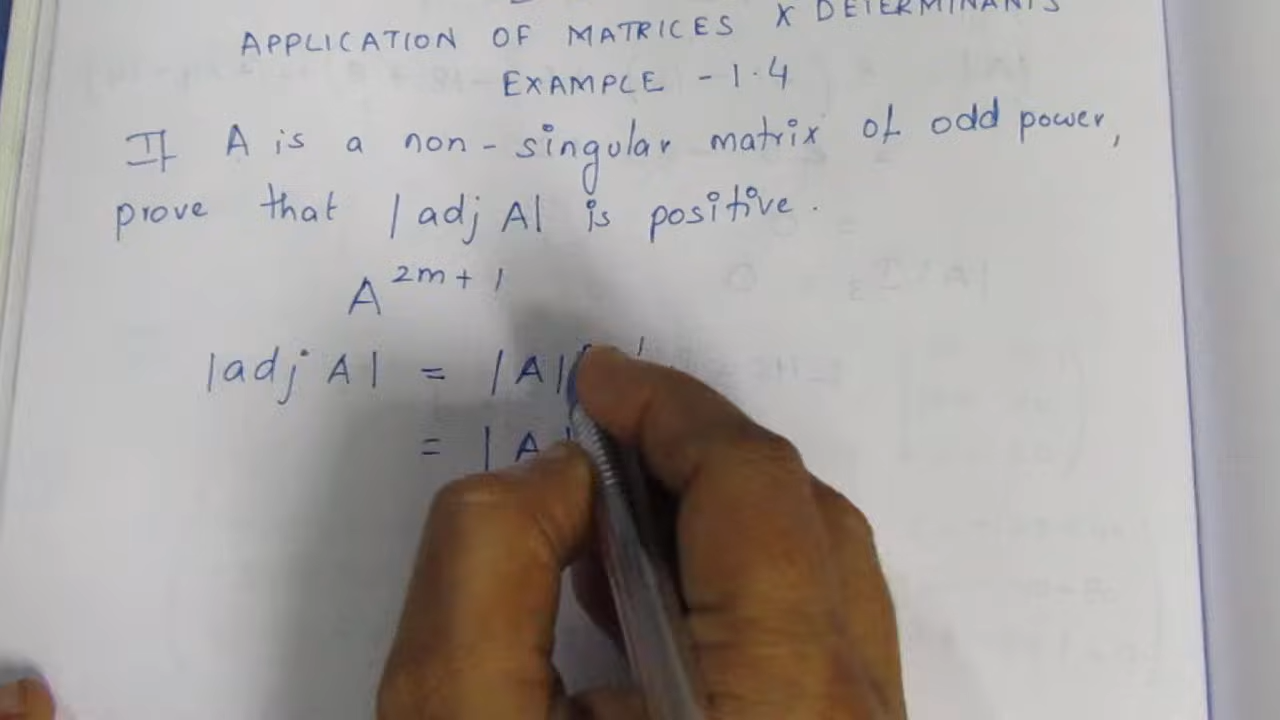 APPLICATION OF MATRICES & DETERMINANTS
EXAMPLE - 1.4
If A is a non - singular matrix of odd power,
prove that |adj A| is positive.
A^{2m+1}
|adj A| = |A|
= |A|